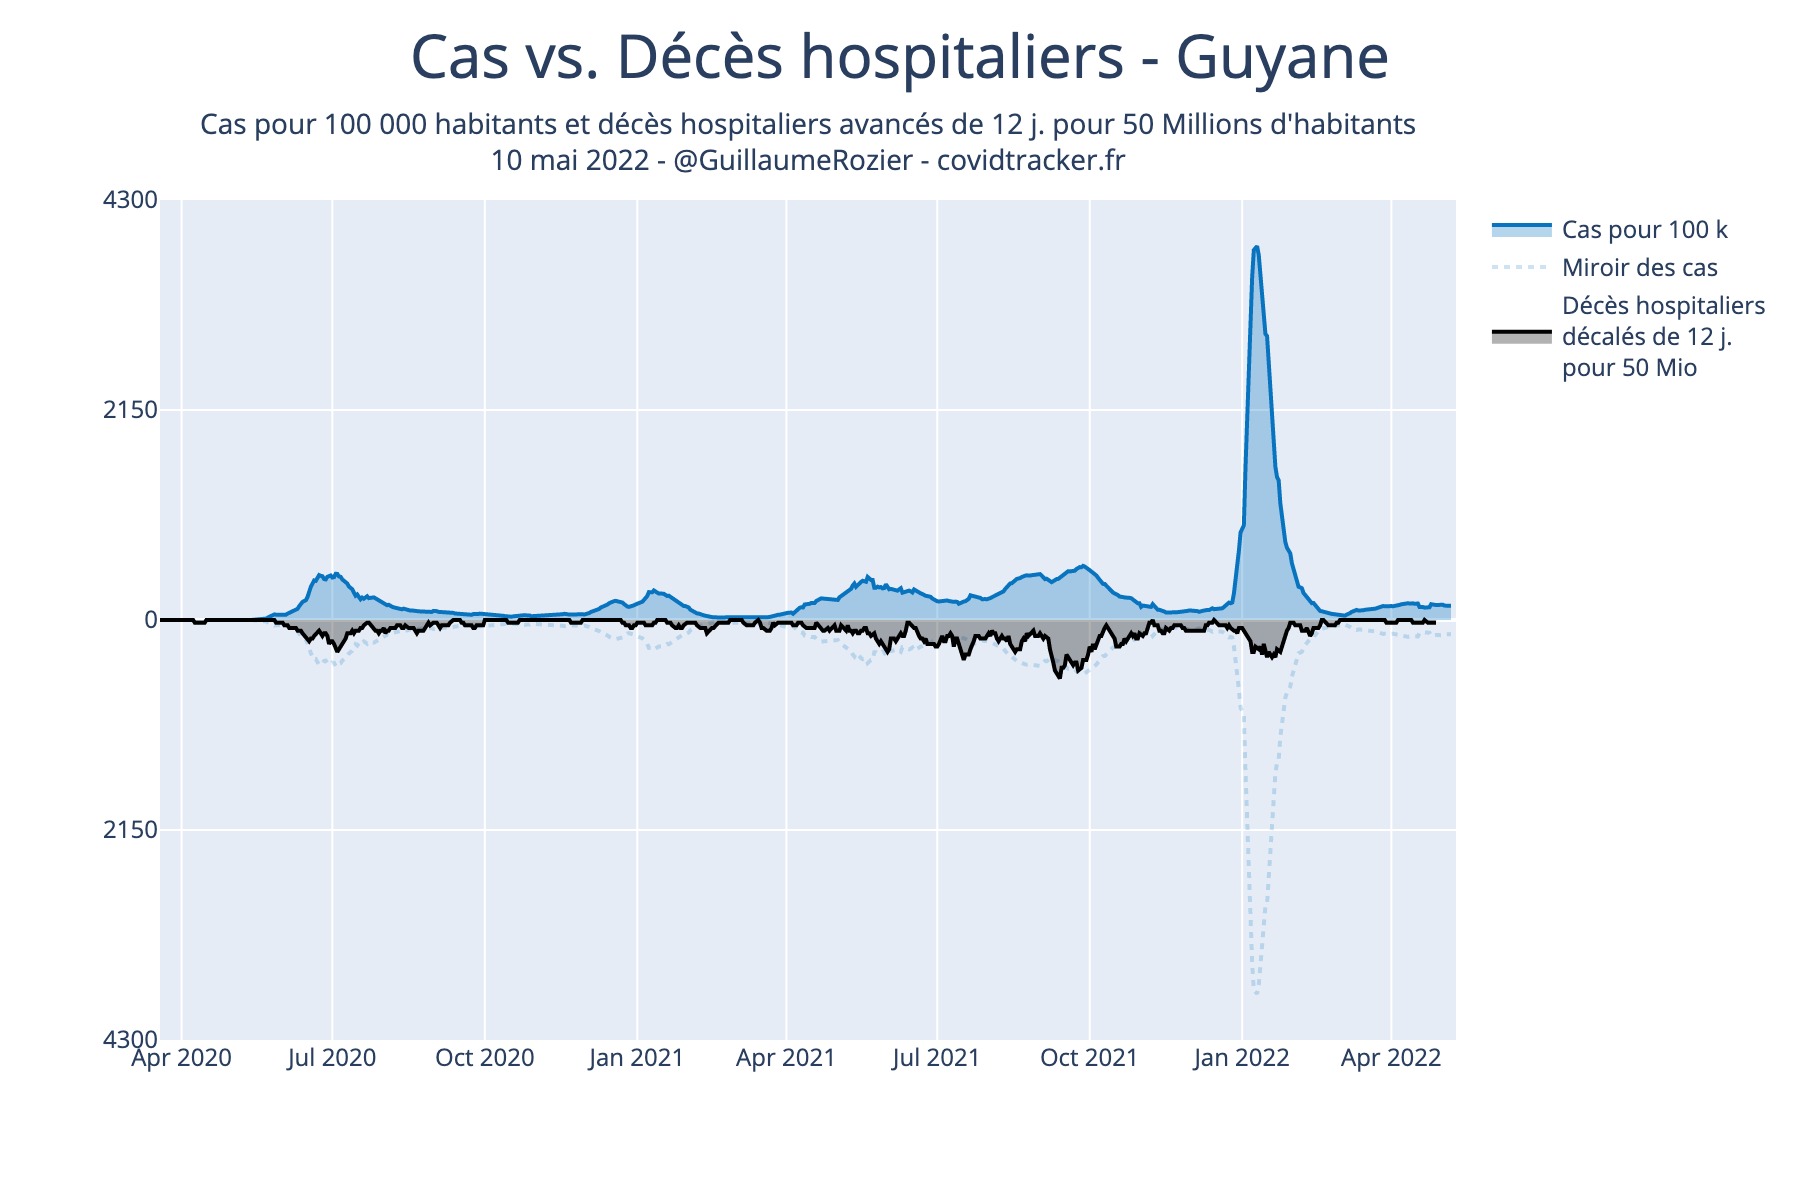 Cas vs. Décès hospitaliers - Guyane
Cas pour 100 000 habitants et décès hospitaliers avancés de 12 j. pour 50 Millions d'habitants
10 mai 2022 - @GuillaumeRozier - covidtracker.fr
4300
2150
0
2150
4300
Apr 2020
Jul 2020
Oct 2020
Jan 2021
Apr 2021
Jul 2021
Oct 2021
Jan 2022
Apr 2022
Cas pour 100 k
Miroir des cas
Décès hospitaliers
décalés de 12 j.
pour 50 Mio